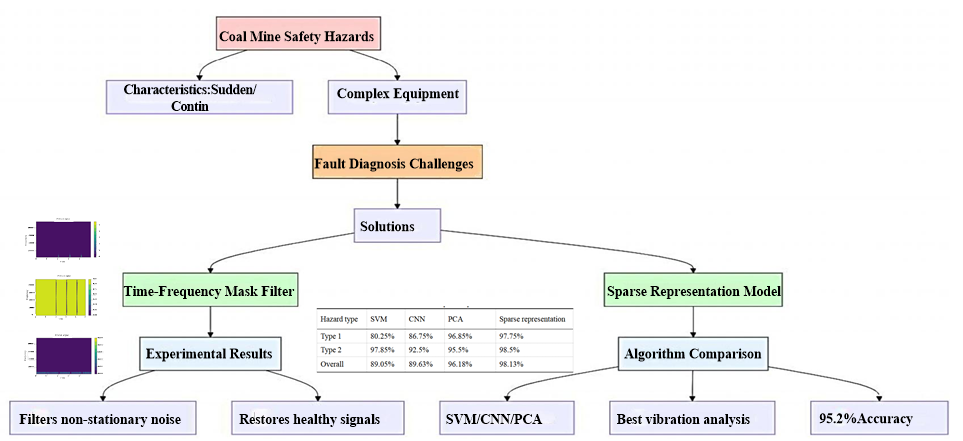 Coal Mine Safety Hazards
Characteristics:Sudden/
Contin
Complex Equipment
Fault Diagnosis Challenges
Solutions
Time-Frequency Mask Filter
Sparse Representation Model
Hazard type SVM CNN PCA Sparse representation
Type 1 80.25% 86.75% 96.85% 97.75%
Type 2 97.85% 92.5% 95.5% 98.5%
Overall 89.05% 89.63% 96.18% 98.13%
Experimental Results
Algorithm Comparison
Filters non-stationary noise
Restores healthy signals
SVM/CNN/PCA
Best vibration analysis
95.2%Accuracy